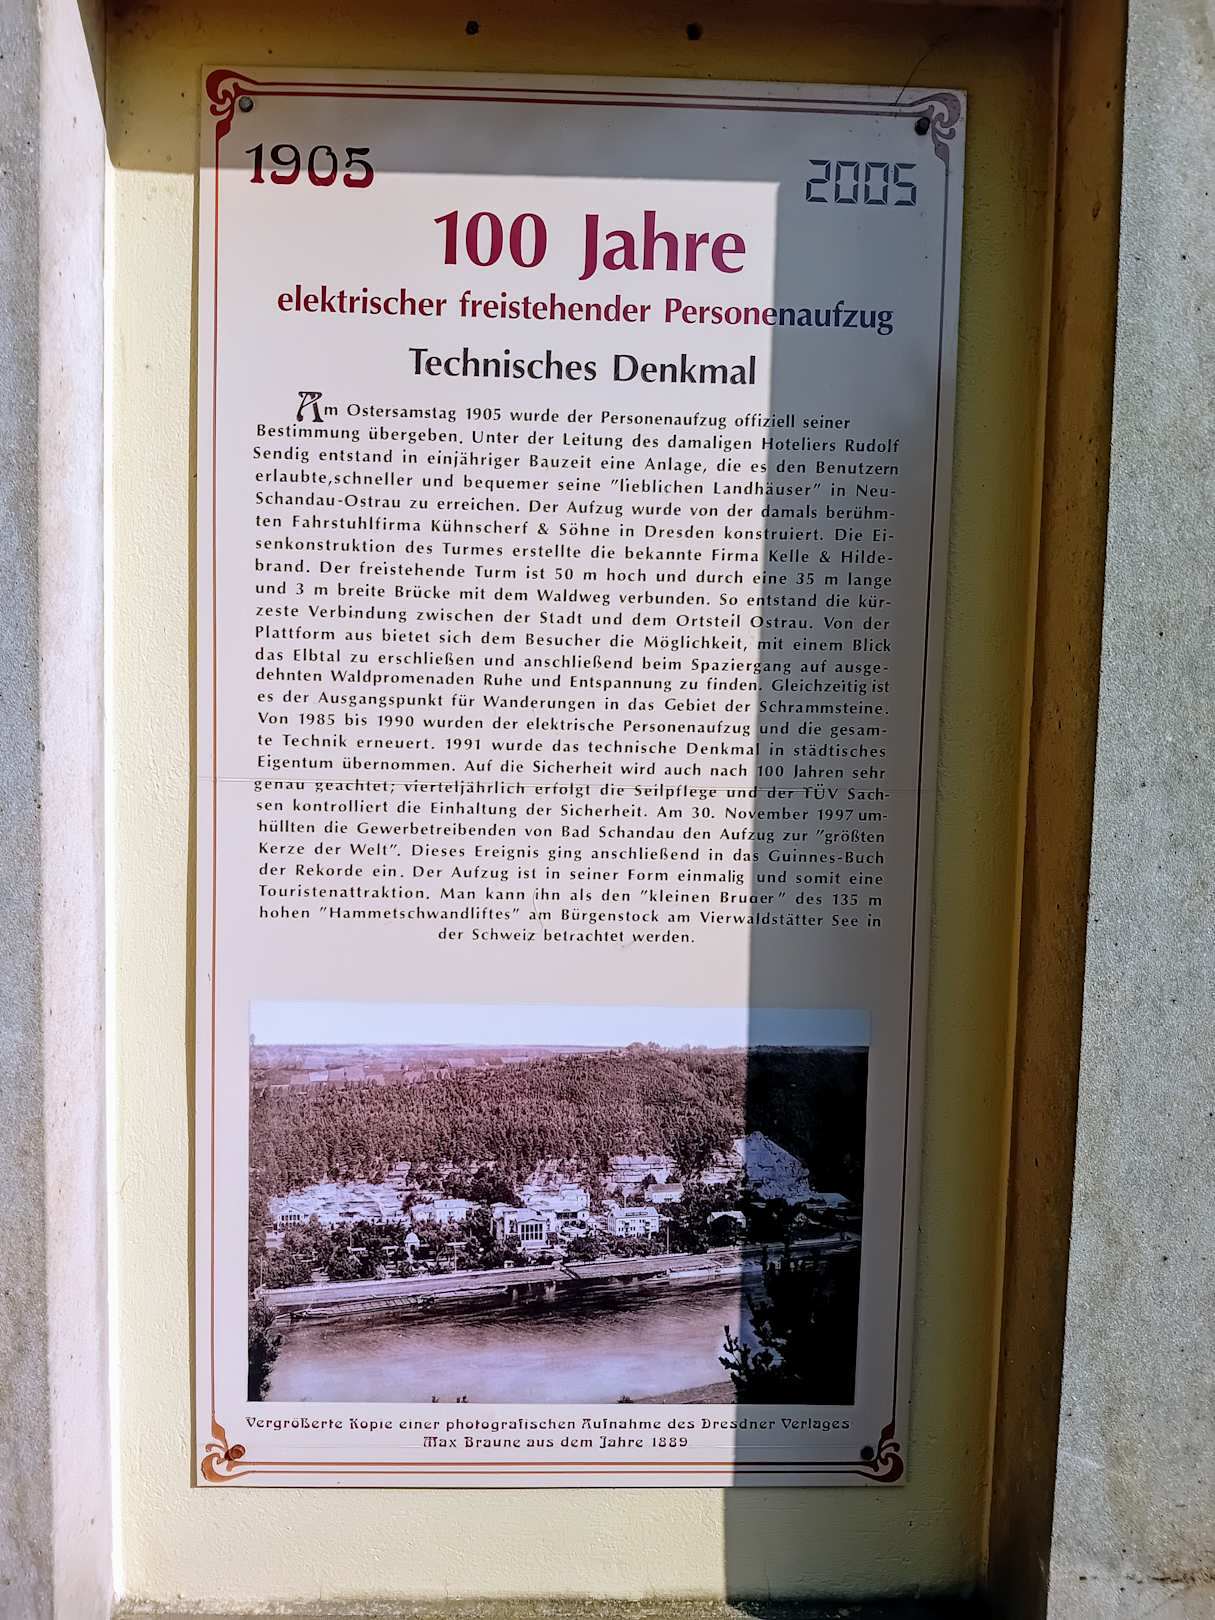 1905
2005
100 Jahre
elektrischer freistehender Personenaufzug
Technisches Denkmal
Am Ostersamstag 1905 wurde der Personenaufzug offiziell seiner
Bestimmung übergeben. Unter der Leitung des damaligen Hoteliers Rudolf
Sendig entstand in einjähriger Bauzeit eine Anlage, die es den Benutzern
erlaubte,schneller und bequemer seine "lieblichen Landhäuser" in Neu-
Schandau-Ostrau zu erreichen. Der Aufzug wurde von der damals berühm-
ten Fahrstuhlfirma Kühnscherf & Söhne in Dresden konstruiert. Die Ei-
senkonstruktion des Turmes erstellte die bekannte Firma Kelle & Hilde-
brand. Der freistehende Turm ist 50 m hoch und durch eine 35 m lange
und 3 m breite Brücke mit dem Waldweg verbunden. So entstand die kür-
zeste Verbindung zwischen der Stadt und dem Ortsteil Ostrau. Von der
Plattform aus bietet sich dem Besucher die Möglichkeit, mit einem Blick
das Elbtal zu erschließen und anschließend beim Spaziergang auf ausge-
dehnten Waldpromenaden Ruhe und Entspannung zu finden. Gleichzeitig ist
es der Ausgangspunkt für Wanderungen in das Gebiet der Schrammsteine.
Von 1985 bis 1990 wurden der elektrische Personenaufzug und die gesam-
te Technik erneuert. 1991 wurde das technische Denkmal in städtisches
Eigentum übernommen. Auf die Sicherheit wird auch nach 100 Jahren sehr
genau geachtet; vierteljährlich erfolgt die Seilpflege und der TÜV Sach-
sen kontrolliert die Einhaltung der Sicherheit. Am 30. November 1997 um-
hüllten die Gewerbetreibenden von Bad Schandau den Aufzug zur "größten
Kerze der Welt". Dieses Ereignis ging anschließend in das Guinnes-Buch
der Rekorde ein. Der Aufzug ist in seiner Form einmalig und somit eine
Touristenattraktion. Man kann ihn als den "kleinen Bruder" des 135 m
hohen "Hammetschwandliftes" am Bürgenstock am Vierwaldstätter See in
der Schweiz betrachtet werden.
Vergrößerte Kopie einer photografischen Aufnahme des Dresdner Verlages
Max Braune aus dem Jahre 1889